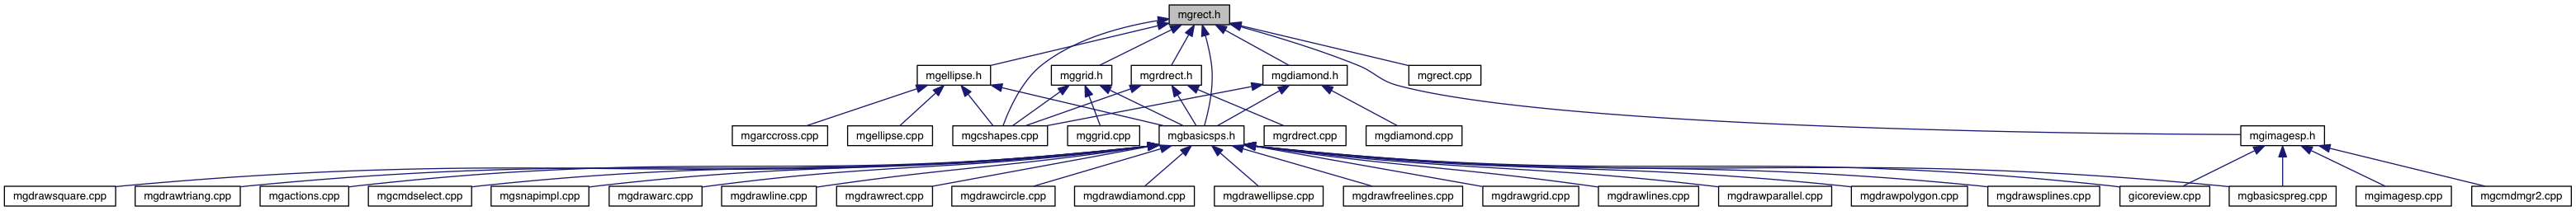 mgrect.h
mgellipse.h
mggrid.h
mgrdrect.h
mgdiamond.h
mgrect.cpp
mgarccross.cpp
mgellipse.cpp
mgcshapes.cpp
mggrid.cpp
mgbasicsps.h
mgrdrect.cpp
mgdiamond.cpp
mgimagesp.h
mgdrawsquare.cpp
mgdrawtriang.cpp
mgactions.cpp
mgcmdselect.cpp
mgsnapimpl.cpp
mgdrawarc.cpp
mgdrawline.cpp
mgdrawrect.cpp
mgdrawcircle.cpp
mgdrawdiamond.cpp
mgdrawellipse.cpp
mgdrawfreelines.cpp
mgdrawgrid.cpp
mgdrawlines.cpp
mgdrawparallel.cpp
mgdrawpolygon.cpp
mgdrawsplines.cpp
gicoreview.cpp
mgbasicspreg.cpp
mgimagesp.cpp
mgcmdmgr2.cpp